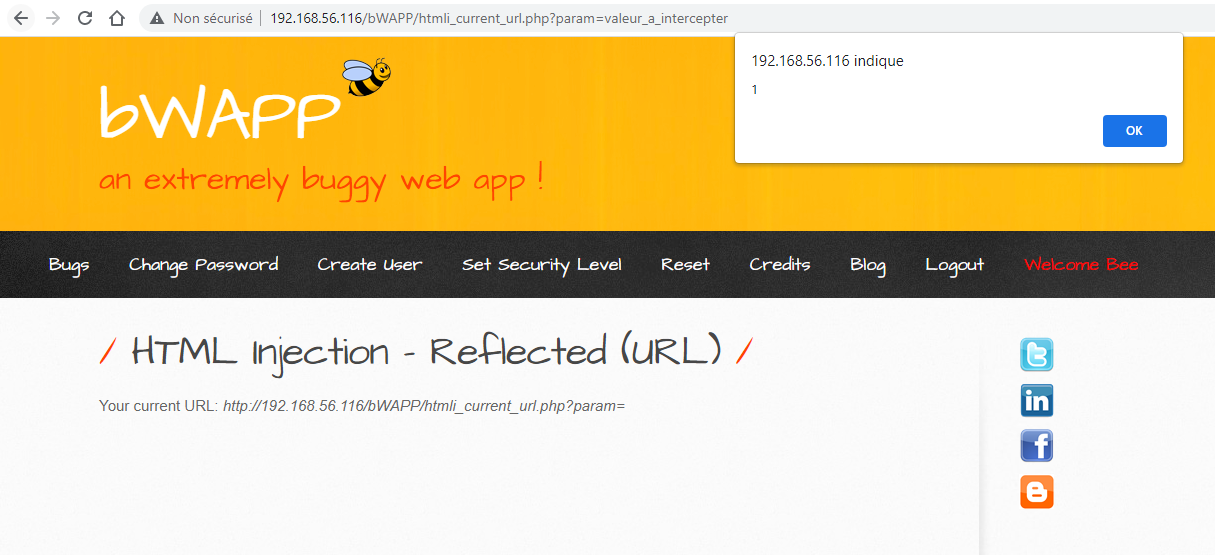 Non sécurisé | 192.168.56.116/bWAPP/htmli_current_url.php?param=valeur_a_intercepter
192.168.56.116 indique
1
OK
bWAPP
an extremely buggy web app !
Bugs Change Password Create User Set Security Level Reset Credits Blog Logout Welcome Bee
/ HTML Injection - Reflected (URL) /
Your current URL: http://192.168.56.116/bWAPP/htmli_current_url.php?param=
t
in
f
B